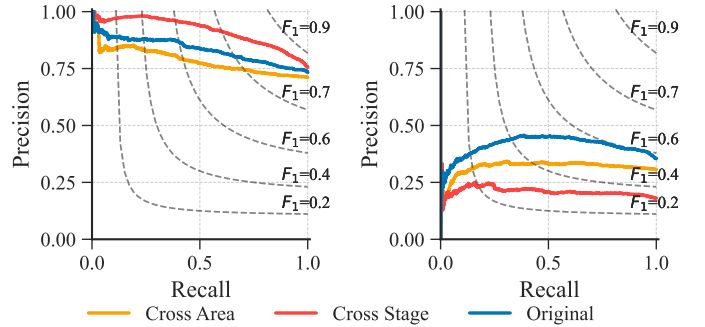 1.00
0.75
0.50
0.25
0.00
Precision
F₁=0.9
F₁=0.7
F₁=0.6
F₁=0.4
F₁=0.2
0.0
0.5
1.0
Recall
1.00
0.75
0.50
0.25
0.00
Precision
F₁=0.9
F₁=0.7
F₁=0.6
F₁=0.4
F₁=0.2
0.0
0.5
1.0
Recall
Cross Area
Cross Stage
Original